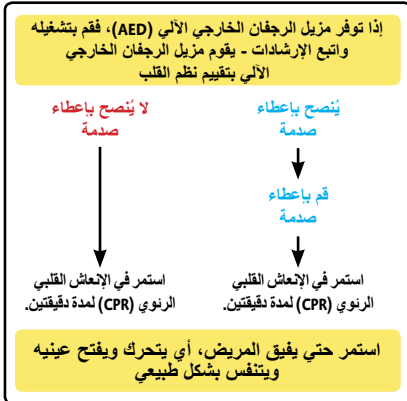 إذا توفر مزيل الرجفان الخارجي الآلي (AED)، فقم بتشغيله
واتبع الإرشادات - يقوم مزيل الرجفان الخارجي
الآلي بتقييم نظم القلب
يُنصح بإعطاء
صدمة
قم بإعطاء
صدمة
استمر في الإنعاش القلبي
الرئوي (CPR) لمدة دقيقتين.
لا يُنصح بإعطاء
صدمة
استمر في الإنعاش القلبي
الرئوي (CPR) لمدة دقيقتين.
استمر حتي يفيق المريض، أي يتحرك ويفتح عينيه
ويتنفس بشكل طبيعي